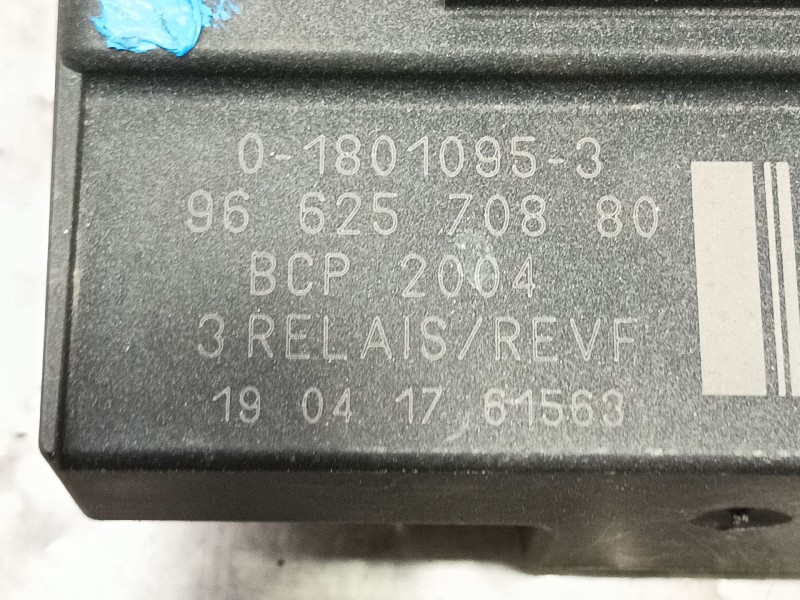 0-1801095-3
96 625 708 80
BCP 2004
3 RELAIS/REVF
19 04 17 61563